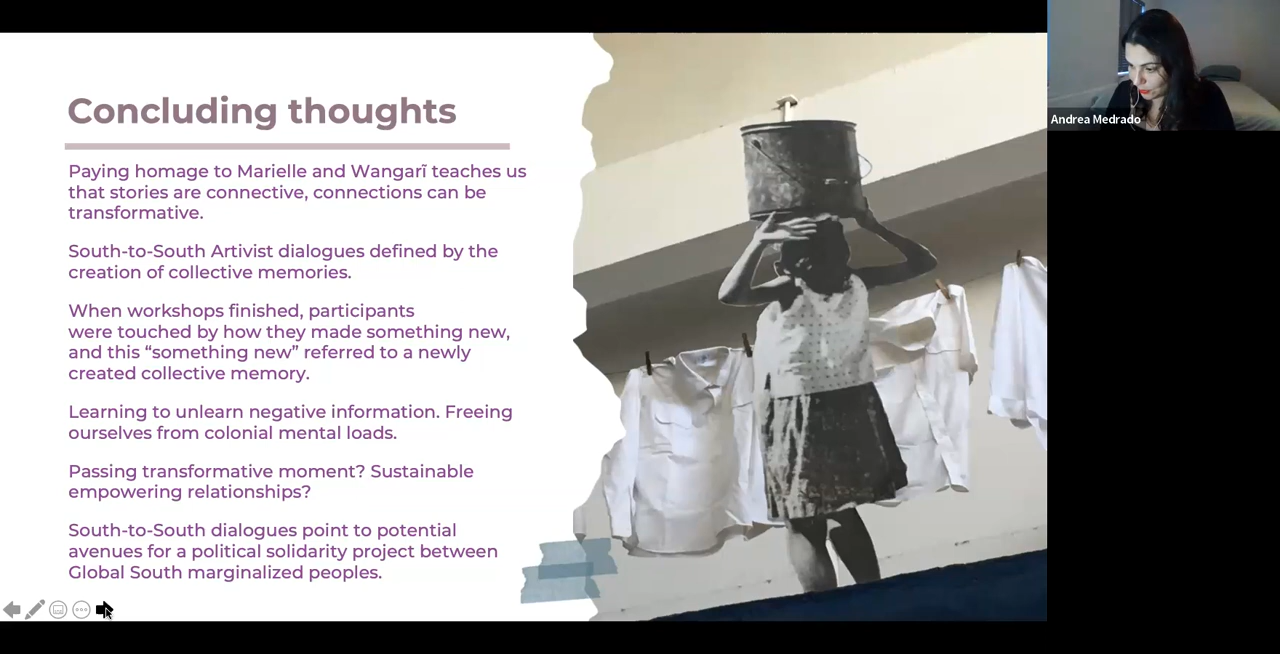 Concluding thoughts
Paying homage to Marielle and Wangarĩ teaches us
that stories are connective, connections can be
transformative.
South-to-South Artivist dialogues defined by the
creation of collective memories.
When workshops finished, participants
were touched by how they made something new,
and this “something new” referred to a newly
created collective memory.
Learning to unlearn negative information. Freeing
ourselves from colonial mental loads.
Passing transformative moment? Sustainable
empowering relationships?
South-to-South dialogues point to potential
avenues for a political solidarity project between
Global South marginalized peoples.
Andrea Medrado